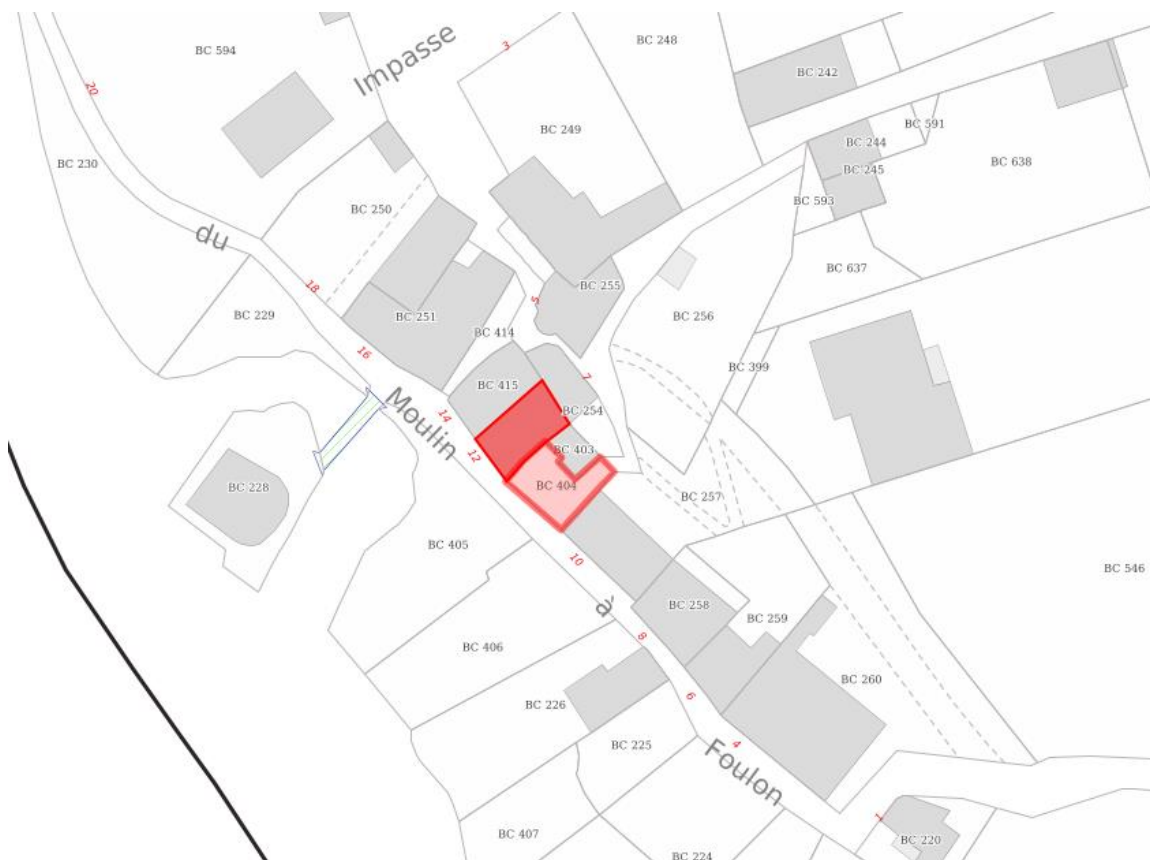 BC 594
Impasse
3
BC 248
BC 242
20
BC 249
BC 591
BC 244
BC 245
BC 638
BC 230
BC 593
BC 250
du
BC 637
18
BC 255
5
BC 229
BC 251
BC 414
BC 256
16
BC 399
7
BC 415
Moulin
14
BC 254
12
BC 403
BC 228
BC 404
BC 257
BC 405
10
BC 546
à
BC 258
8
BC 259
BC 406
BC 260
BC 226
6
BC 225
4
Foulon
BC 407
1
BC 220
BC 224